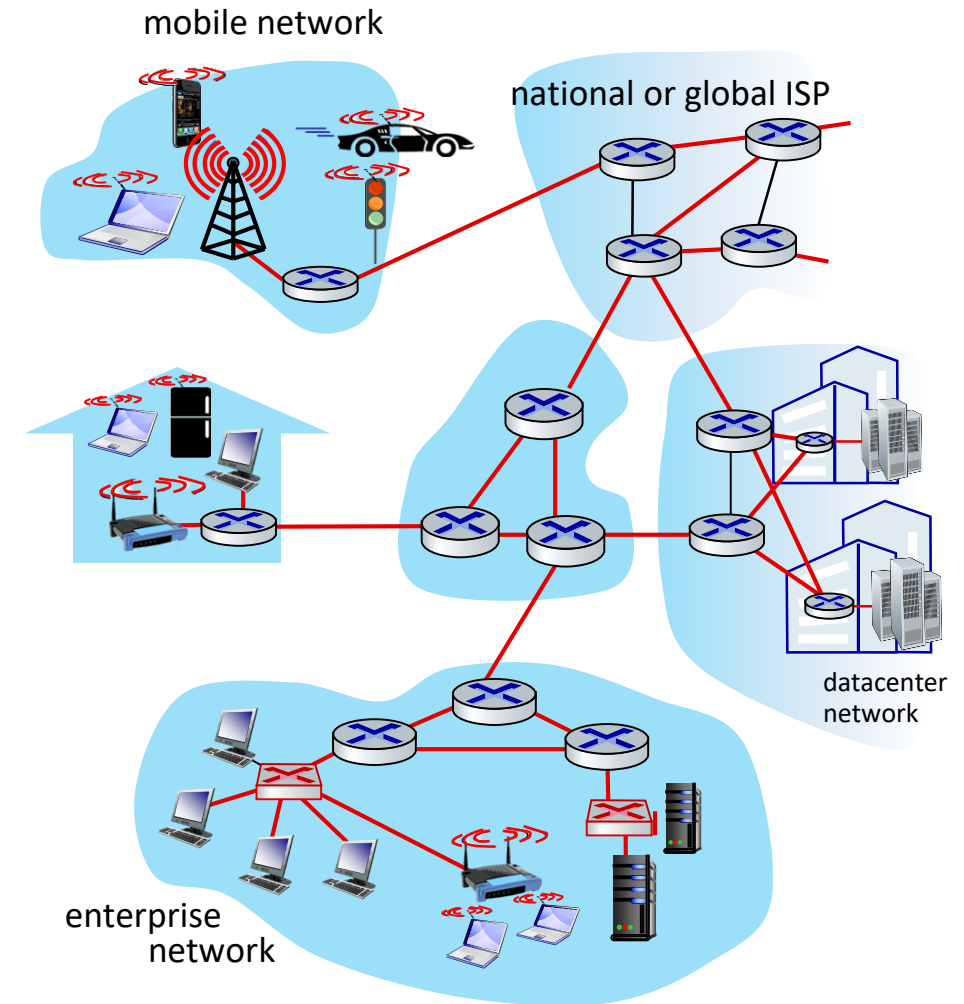 mobile network
national or global ISP
datacenter
network
enterprise
network